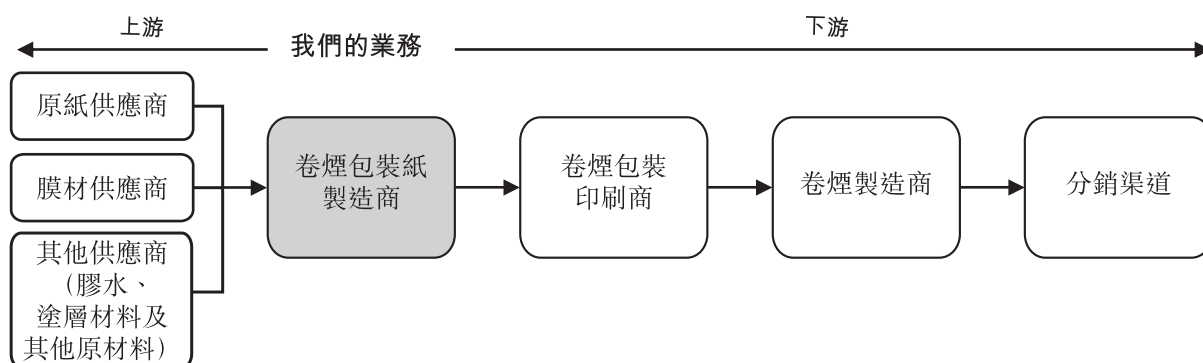 上游
我們的業務
下游
原紙供應商
膜材供應商
其他供應商
（膠水、
塗層材料及
其他原材料）
卷煙包裝紙
製造商
卷煙包裝
印刷商
卷煙製造商
分銷渠道